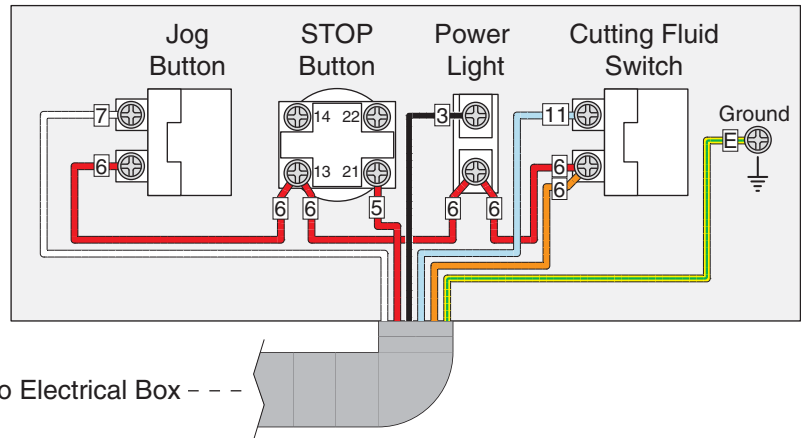 Jog
Button
STOP
Button
Power
Light
Cutting Fluid
Switch
Ground
7
14 22
3
11
E
6
13 21
6
6
6
6
5
6
6
o Electrical Box